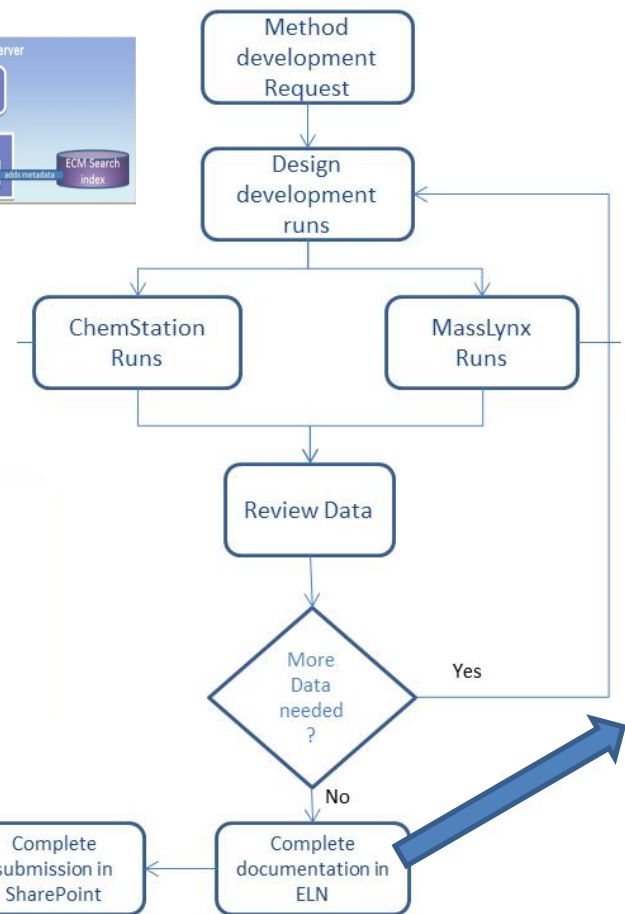 erver
adds metadata
ECM Search
index
Method
development
Request
Design
development
runs
ChemStation
Runs
MassLynx
Runs
Review Data
More
Data
needed
?
Yes
No
Complete
submission in
SharePoint
Complete
documentation in
ELN